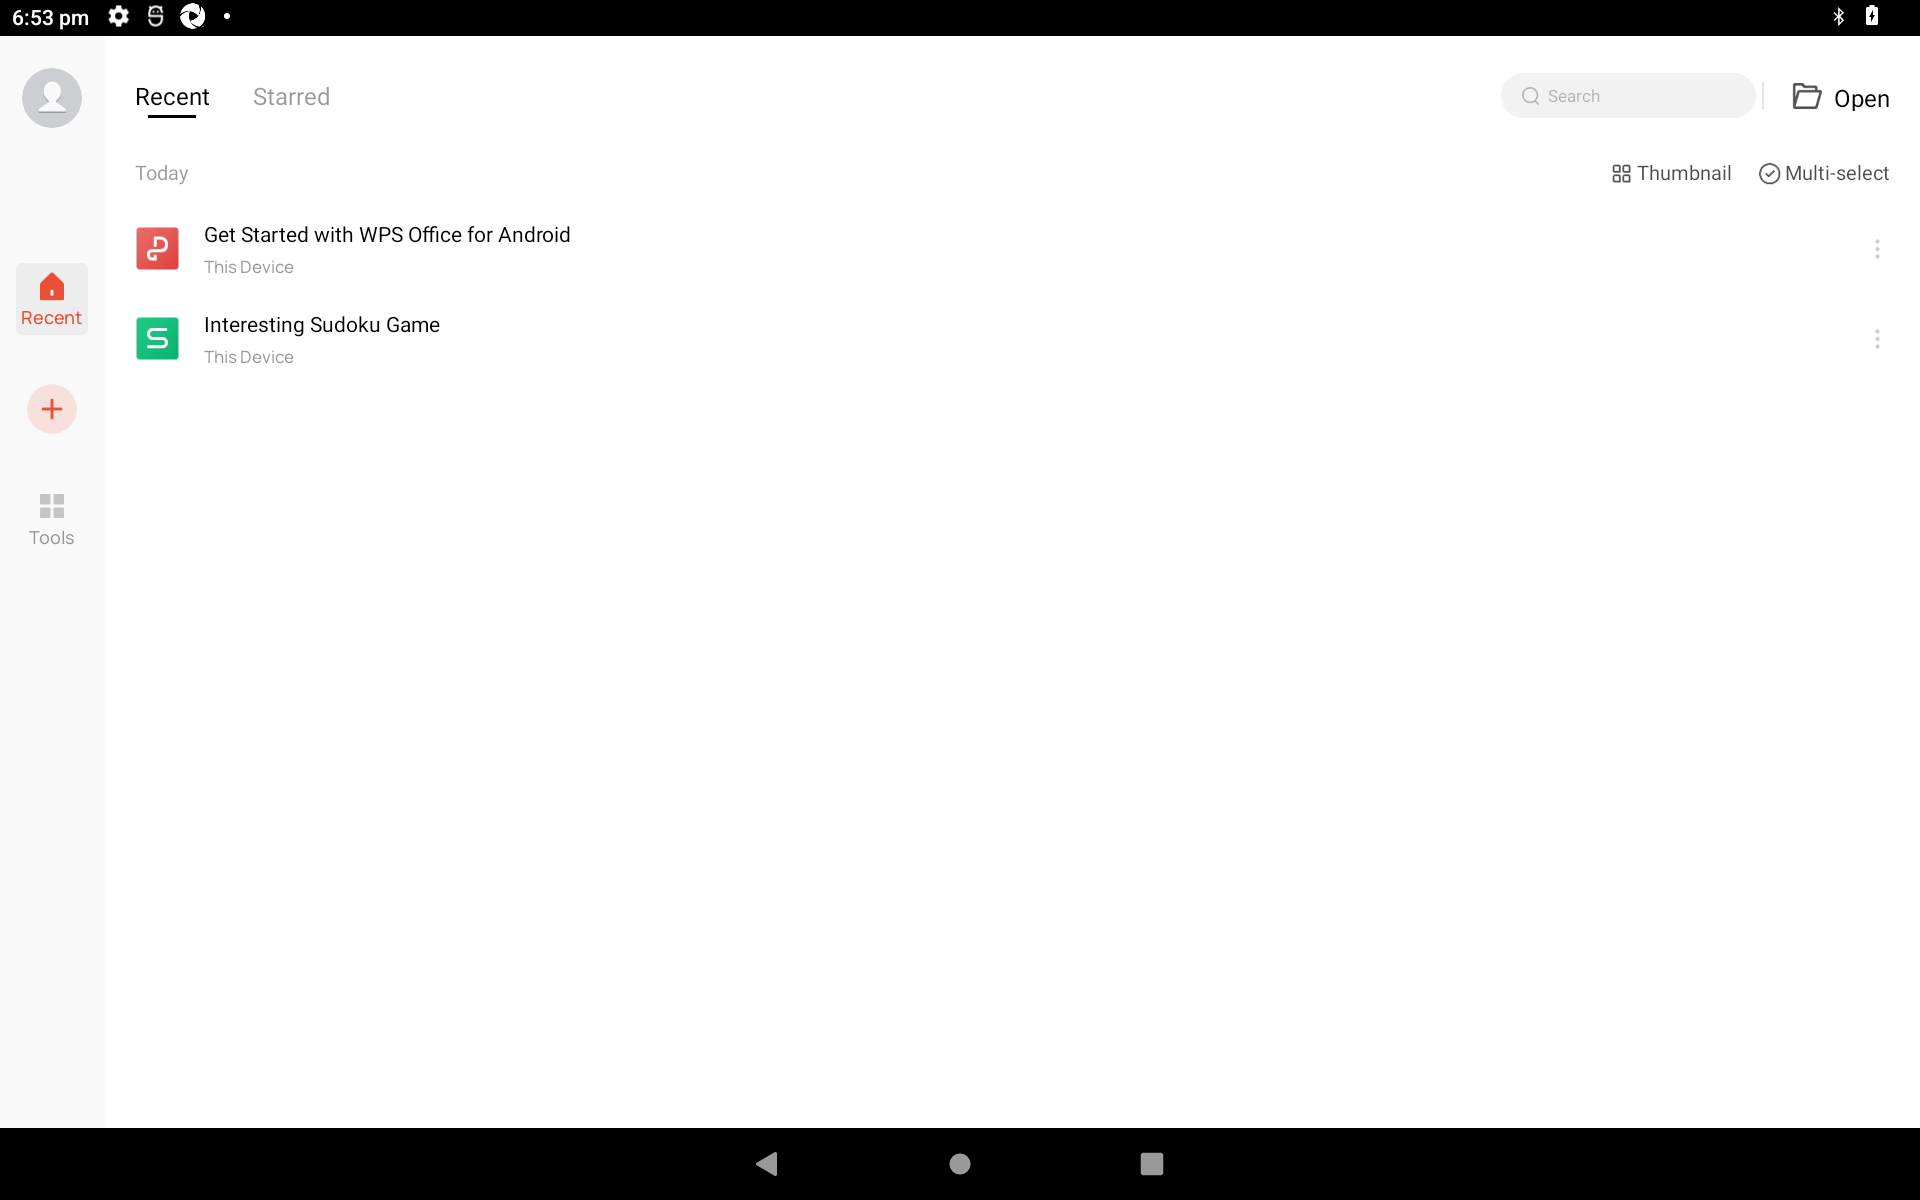 6:53 pm
Recent
Starred
Search
Open
Today
Thumbnail
Multi-select
Get Started with WPS Office for Android
This Device
Interesting Sudoku Game
This Device
Recent
Tools